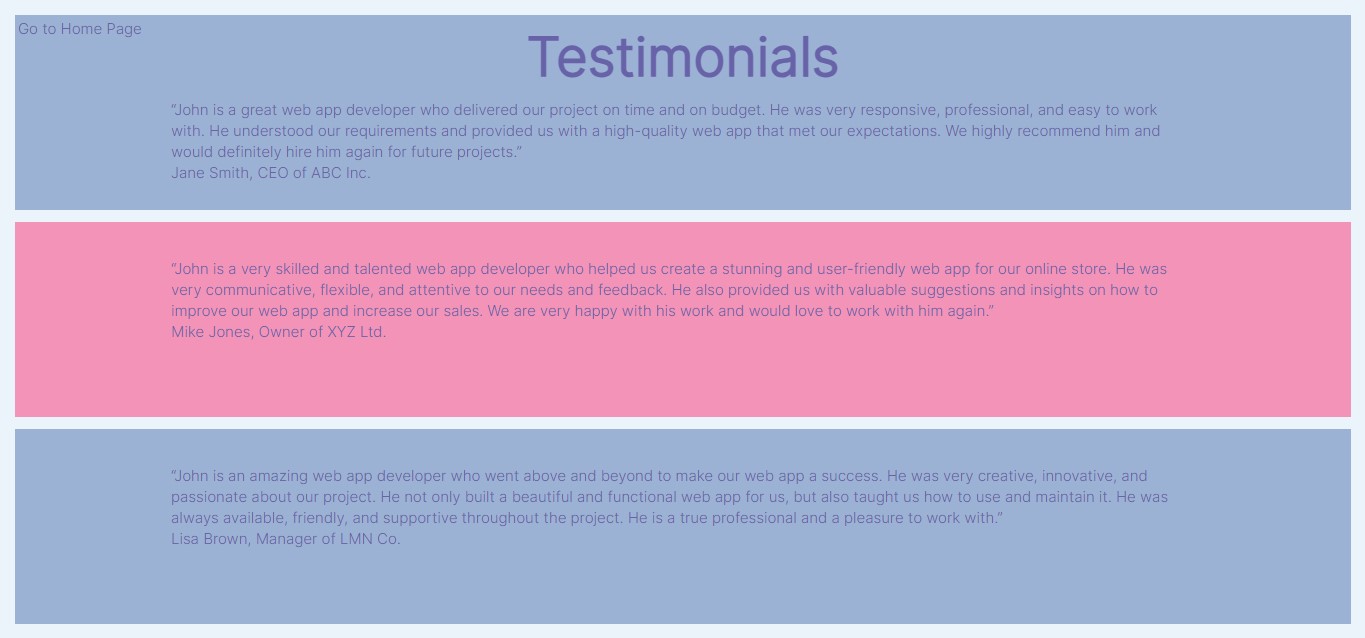 Go to Home Page
Testimonials
“John is a great web app developer who delivered our project on time and on budget. He was very responsive, professional, and easy to work
with. He understood our requirements and provided us with a high-quality web app that met our expectations. We highly recommend him and
would definitely hire him again for future projects.”
Jane Smith, CEO of ABC Inc.
“John is a very skilled and talented web app developer who helped us create a stunning and user-friendly web app for our online store. He was
very communicative, flexible, and attentive to our needs and feedback. He also provided us with valuable suggestions and insights on how to
improve our web app and increase our sales. We are very happy with his work and would love to work with him again.”
Mike Jones, Owner of XYZ Ltd.
“John is an amazing web app developer who went above and beyond to make our web app a success. He was very creative, innovative, and
passionate about our project. He not only built a beautiful and functional web app for us, but also taught us how to use and maintain it. He was
always available, friendly, and supportive throughout the project. He is a true professional and a pleasure to work with.”
Lisa Brown, Manager of LMN Co.